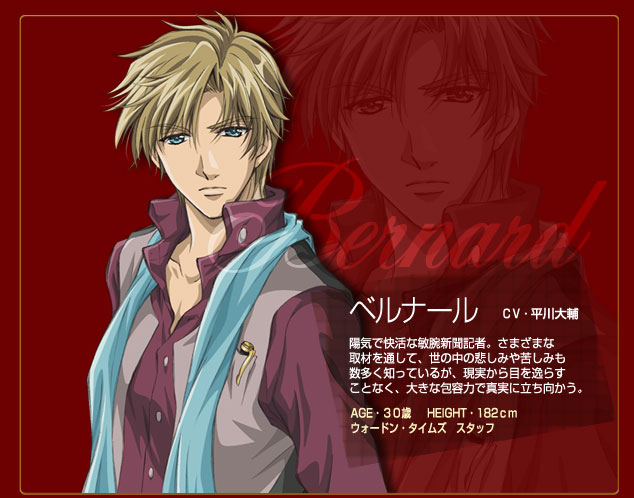 Bernard
ベルナール CV・平川大輔
陽気で快活な敏腕新聞記者。さまざまな
取材を通して、世の中の悲しみや苦しみも
数多く知っているが、現実から目を逸らす
ことなく、大きな包容力で真実に立ち向かう。
AGE・30歳 HEIGHT・182cm
ウォードン・タイムズ スタッフ